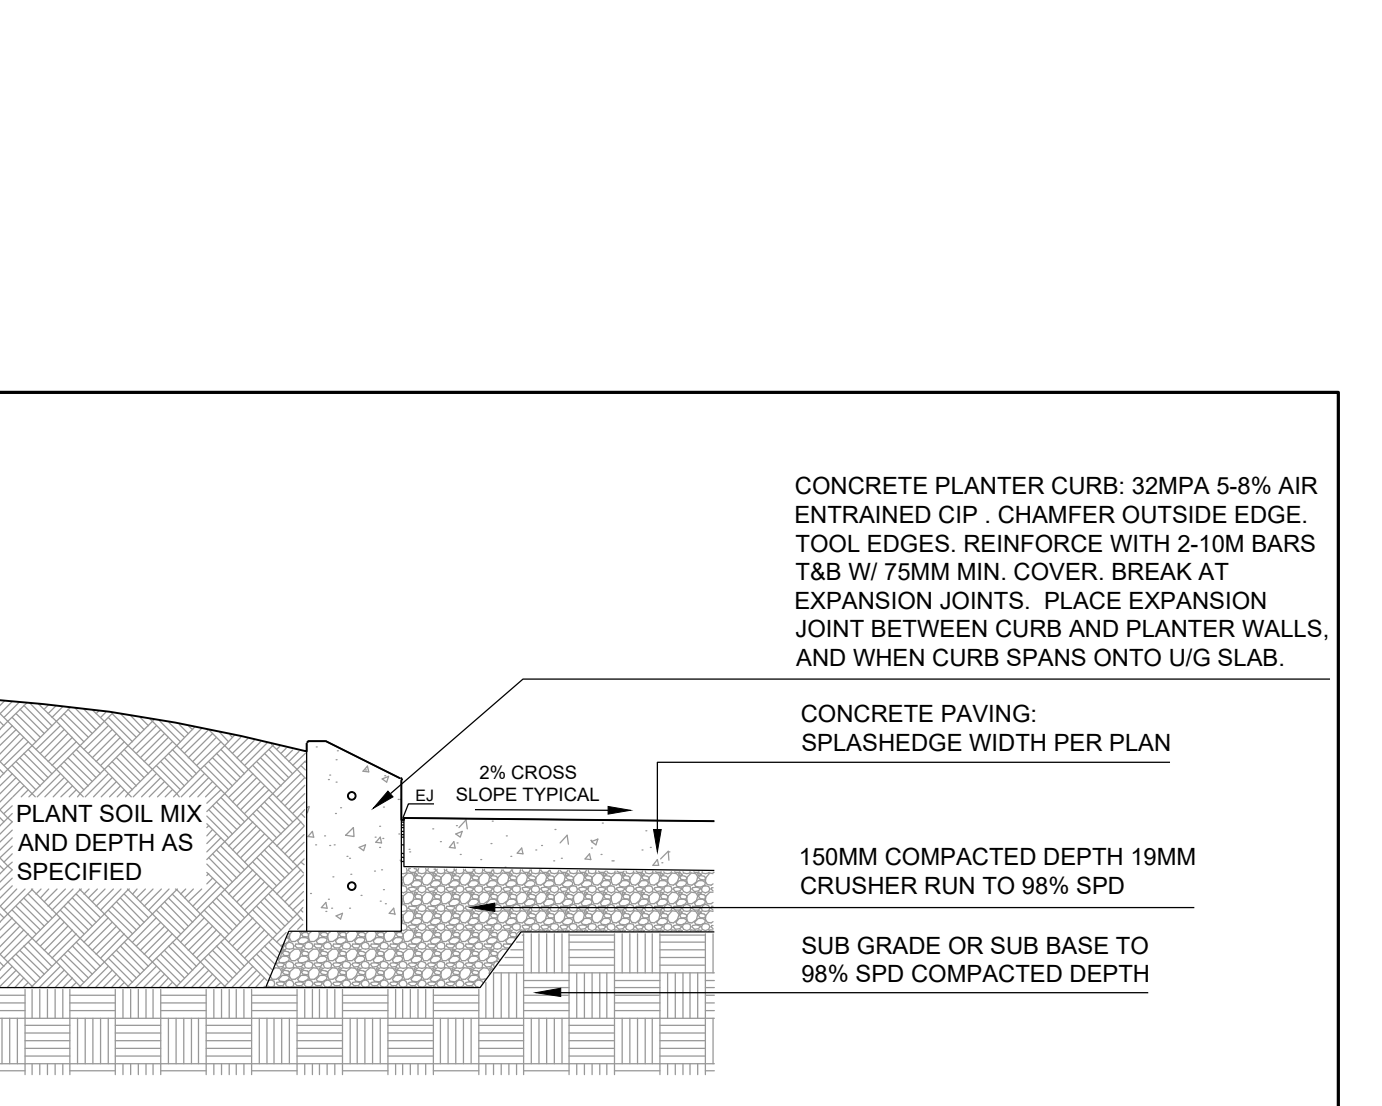 CONCRETE PLANTER CURB: 32MPA 5-8% AIR
ENTRAINED CIP . CHAMFER OUTSIDE EDGE.
TOOL EDGES. REINFORCE WITH 2-10M BARS
T&B W/ 75MM MIN. COVER. BREAK AT
EXPANSION JOINTS.  PLACE EXPANSION
JOINT BETWEEN CURB AND PLANTER WALLS,
AND WHEN CURB SPANS ONTO U/G SLAB.
CONCRETE PAVING:
SPLASHEDGE WIDTH PER PLAN
2% CROSS
SLOPE TYPICAL
EJ
PLANT SOIL MIX
AND DEPTH AS
SPECIFIED
150MM COMPACTED DEPTH 19MM
CRUSHER RUN TO 98% SPD
SUB GRADE OR SUB BASE TO
98% SPD COMPACTED DEPTH